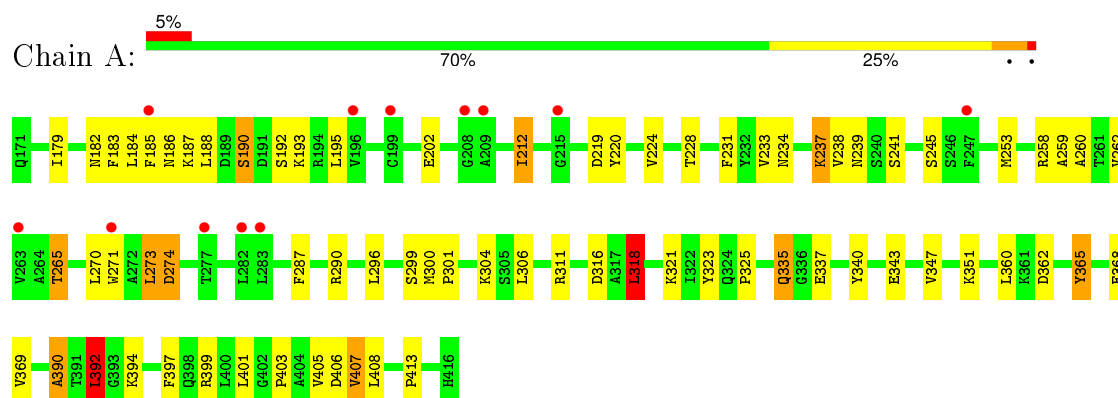 5%
Chain A:
70% 25% • •
Q171 I179 N182 F183 L184 F185 N186 K187 L188 D189 S190 D191 S192 K193 R194 L195 V196 C199 E202 G208 A209 T212 G215 D219 Y220 V224 T228 F231 Y232 V233 N234 K237 V238 N239 S240 S241 S245 S246 F247 M253 R258 A259 A260 T261 V262
V263 A264 T265 L270 W271 A272 L273 D274 T277 L282 L283 F287 R290 L296 S299 M300 P301 K304 S305 L306 R311 D316 A317 L318 K321 I322 Y323 Q324 P325 Q335 G336 E337 Y340 E343 V347 K351 L360 K361 D362 Y365
V369 A390 T391 L392 G393 K394 F397 Q398 R399 L400 L401 G402 P403 A404 V405 D406 V407 L408 P413 H416